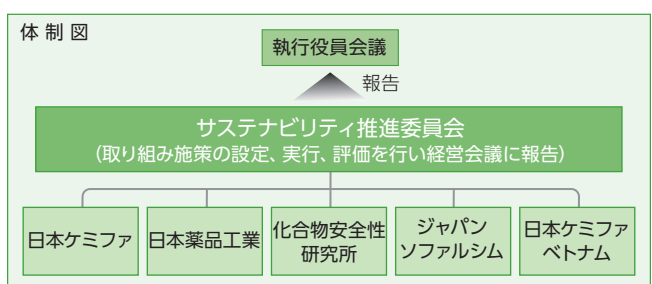 体制図
執行役員会議
報告
サステナビリティ推進委員会
(取り組み施策の設定、実行、評価を行い経営会議に報告)
日本ケミファ
日本薬品工業
化合物安全性
研究所
ジャパン
ソファルシム
日本ケミファ
ベトナム